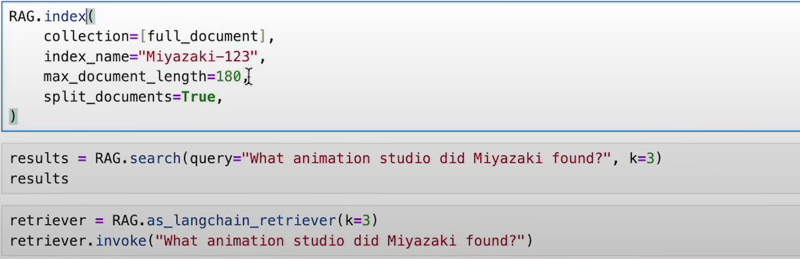 RAG.index(
    collection=[full_document],
    index_name="Miyazaki-123",
    max_document_length=180,
    split_documents=True,
)
results = RAG.search(query="What animation studio did Miyazaki found?", k=3)
results
retriever = RAG.as_langchain_retriever(k=3)
retriever.invoke("What animation studio did Miyazaki found?")